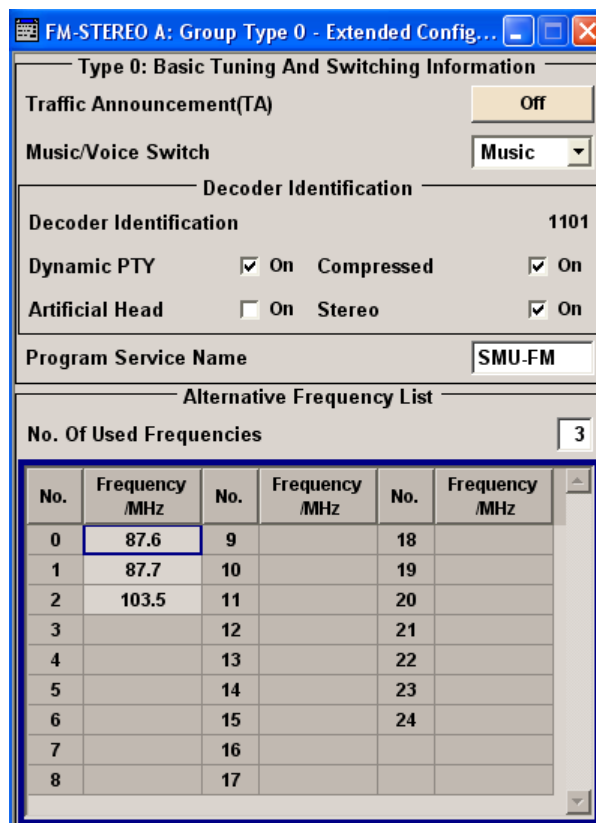 FM-STEREO A: Group Type 0 - Extended Config...
Type 0: Basic Tuning And Switching Information
Traffic Announcement(TA) Off
Music/Voice Switch Music
Decoder Identification
Decoder Identification 1101
Dynamic PTY On Compressed On
Artificial Head On Stereo On
Program Service Name SMU-FM
Alternative Frequency List
No. Of Used Frequencies 3
No. Frequency /MHz No. Frequency /MHz No. Frequency /MHz
0 87.6 9 18
1 87.7 10 19
2 103.5 11 20
3 12 21
4 13 22
5 14 23
6 15 24
7 16
8 17